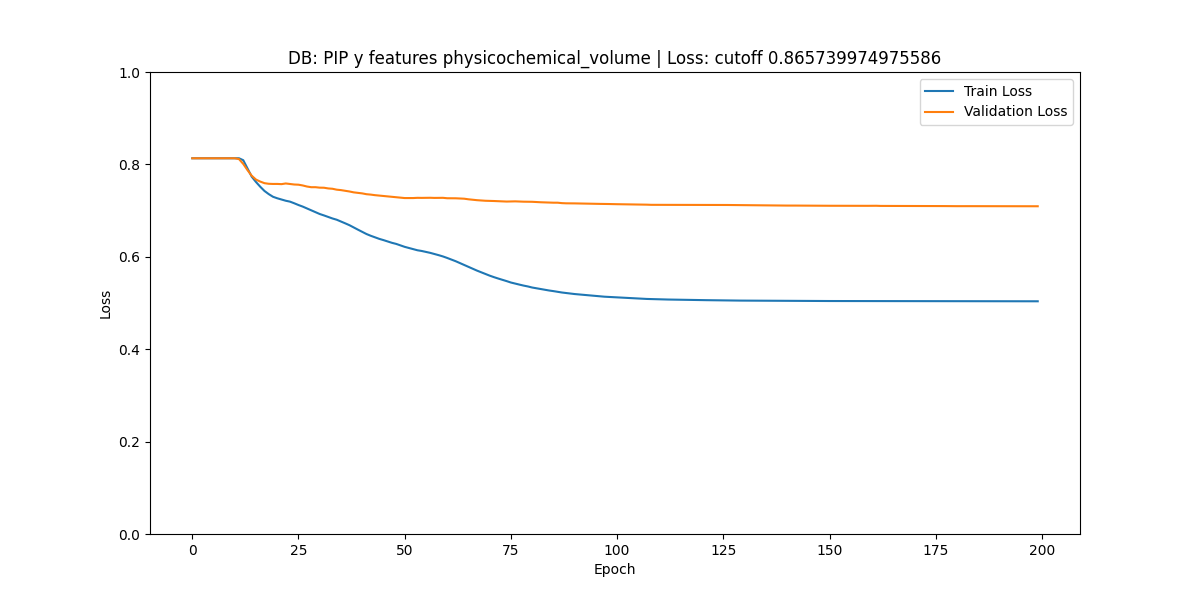 DB: PIP y features physicochemical_volume | Loss: cutoff 0.865739974975586
Train Loss
Validation Loss
1.0
0.8
0.6
0.4
0.2
0.0
Loss
0 25 50 75 100 125 150 175 200
Epoch